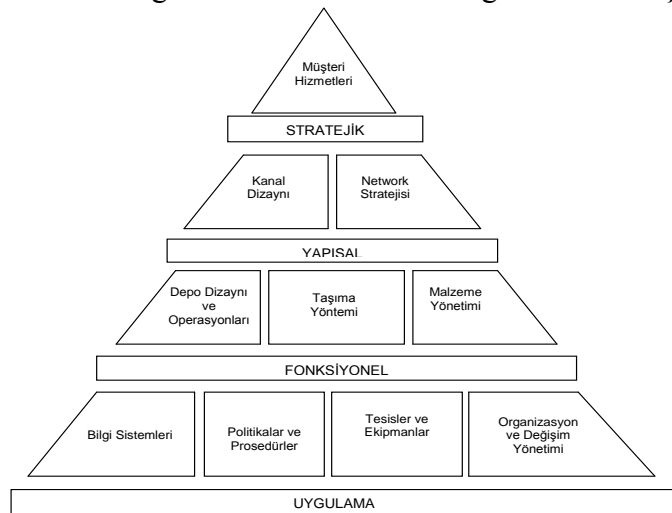 Müşteri
Hizmetleri
STRATEJİK
Kanal
Dizaynı
Network
Stratejisi
YAPISAL
Depo Dizaynı
ve
Operasyonları
Taşıma
Yöntemi
Malzeme
Yönetimi
FONKSİYONEL
Bilgi Sistemleri
Politikalar ve
Prosedürler
Tesisler ve
Ekipmanlar
Organizasyon
ve Değişim
Yönetimi
UYGULAMA